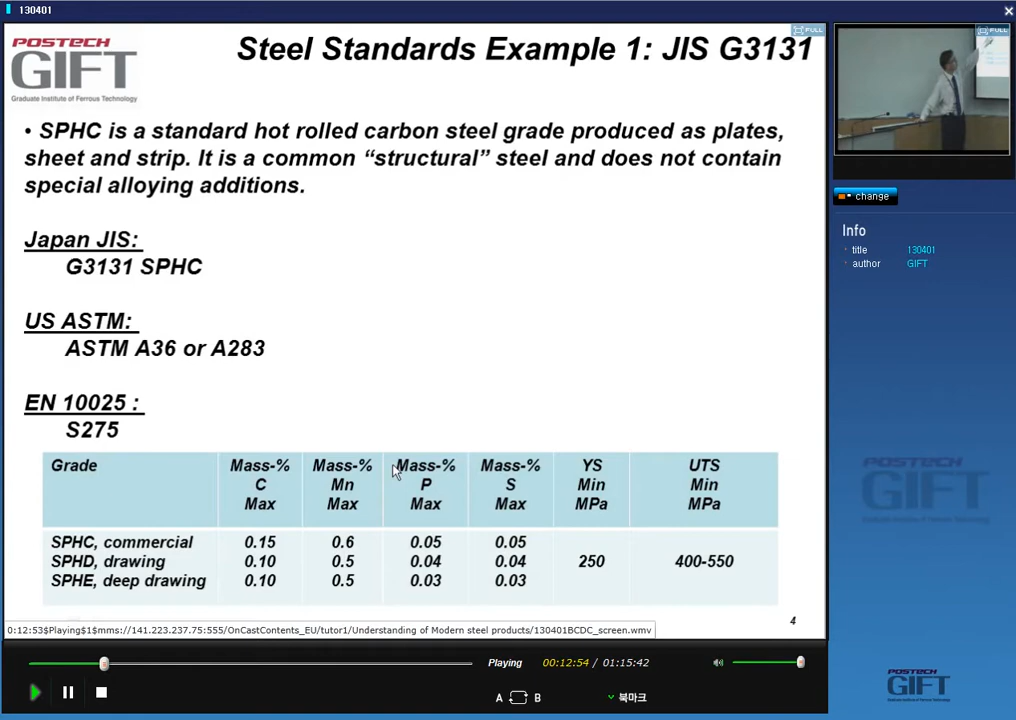 130401
POSTECH
GIFT
Graduate Institute of Ferrous Technology
Steel Standards Example 1: JIS G3131
FULL
• SPHC is a standard hot rolled carbon steel grade produced as plates,
sheet and strip. It is a common “structural” steel and does not contain
special alloying additions.
Japan JIS:
G3131 SPHC
US ASTM:
ASTM A36 or A283
EN 10025 :
S275
Grade Mass-% C Max Mass-% Mn Max Mass-% P Max Mass-% S Max YS Min MPa UTS Min MPa
SPHC, commercial 0.15 0.6 0.05 0.05
SPHD, drawing 0.10 0.5 0.04 0.04 250 400-550
SPHE, deep drawing 0.10 0.5 0.03 0.03
4
0:12:53$Playing$1$mms://141.223.237.75:555/OnCastContents_EU/tutor1/Understanding of Modern steel products/130401BCDC_screen.wmv
Playing 00:12:54 / 01:15:42
A B 북마크
FULL
change
Info
title 130401
author GIFT
POSTECH
GIFT
POSTECH
GIFT